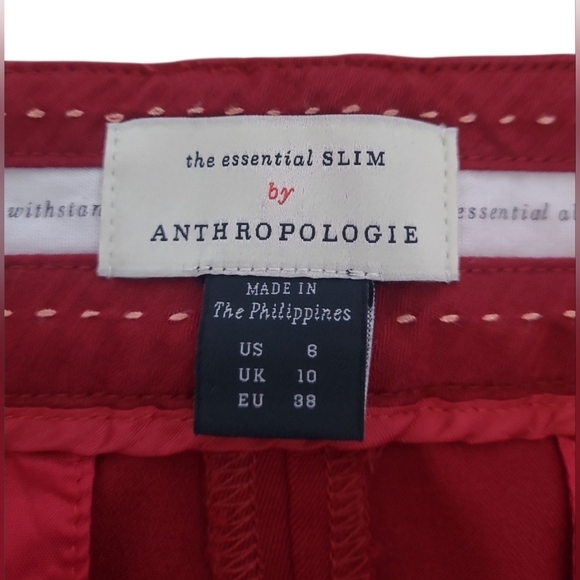 the essential SLIM
by
withstan
essential al
ANTHROPOLOGIE
MADE IN
The Philippines
US 6
UK 10
EU 38